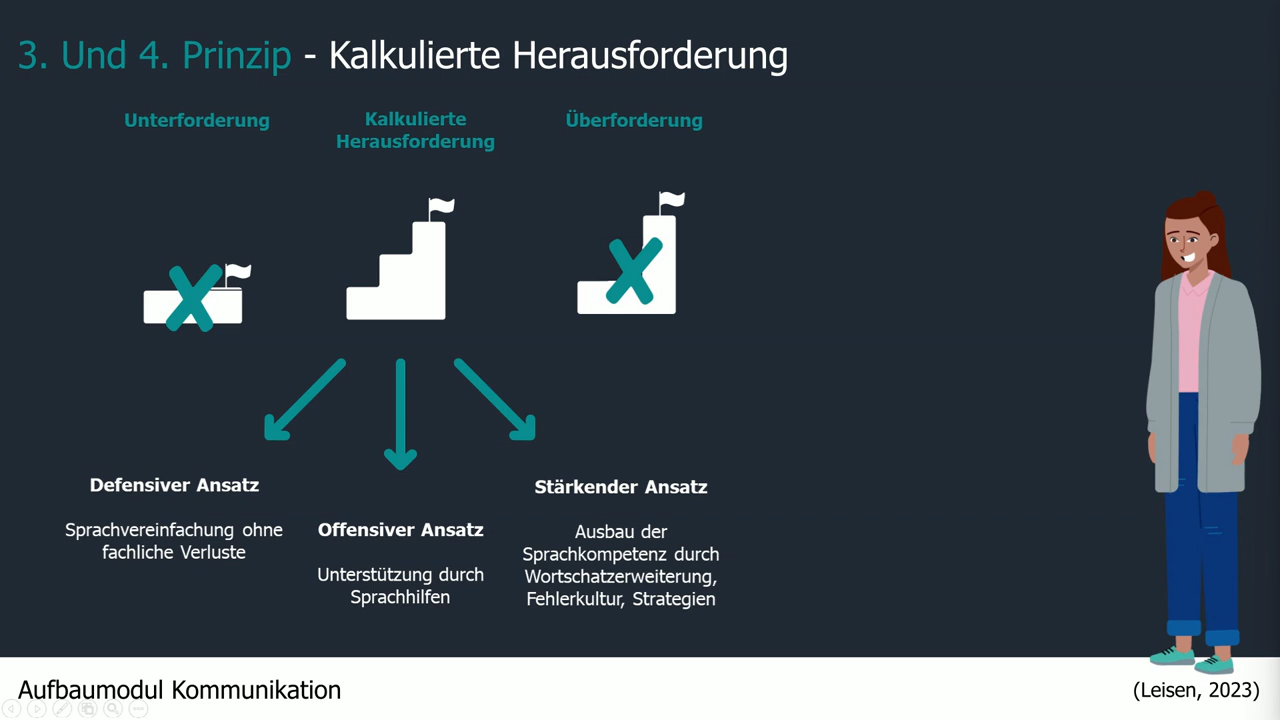 3. Und 4. Prinzip - Kalkulierte Herausforderung
Unterforderung
Kalkulierte
Herausforderung
Überforderung
Defensiver Ansatz
Sprachvereinfachung ohne
fachliche Verluste
Offensiver Ansatz
Unterstützung durch
Sprachhilfen
Stärkender Ansatz
Ausbau der
Sprachkompetenz durch
Wortschatzerweiterung,
Fehlerkultur, Strategien
Aufbaumodul Kommunikation
(Leisen, 2023)